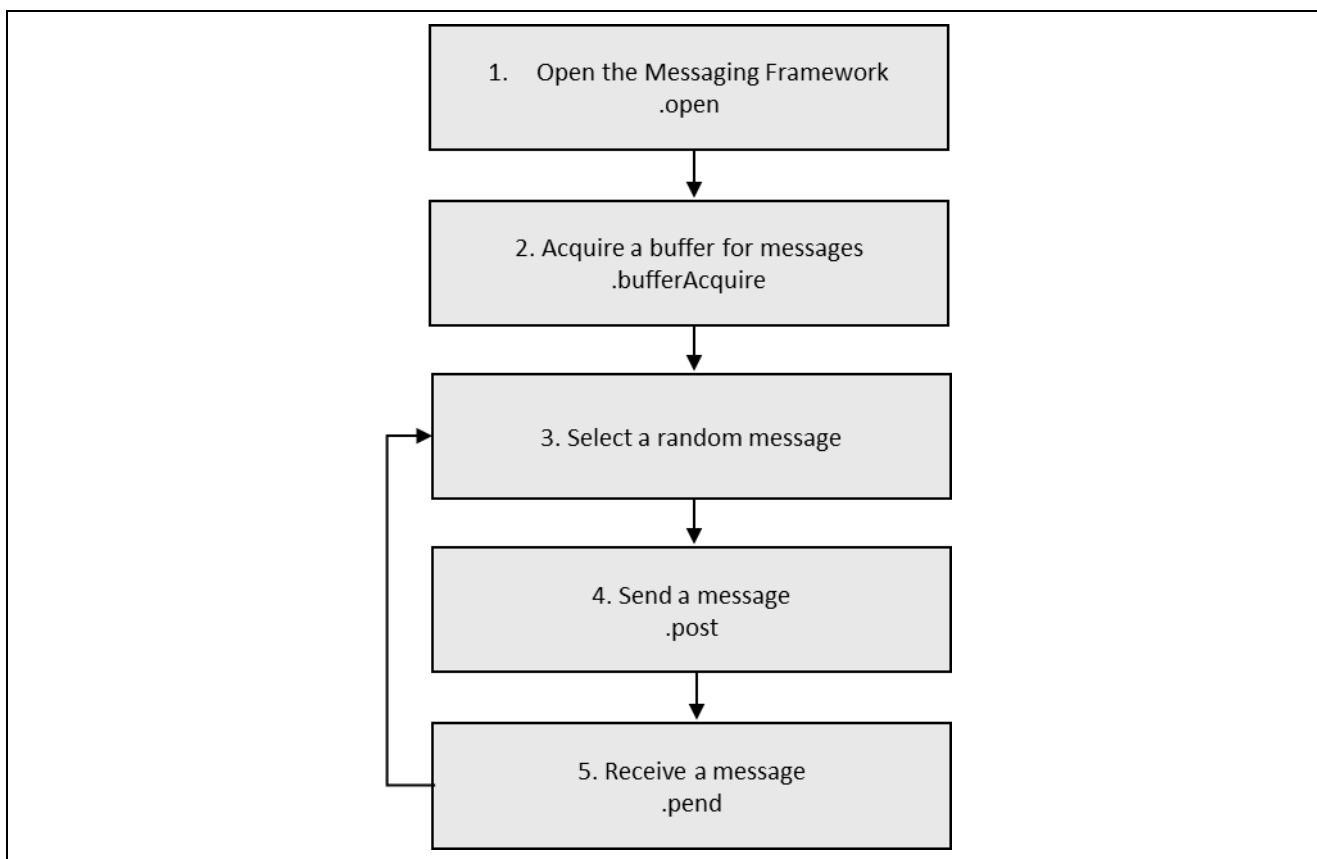 1. Open the Messaging Framework
.open
2. Acquire a buffer for messages
.bufferAcquire
3. Select a random message
4. Send a message
.post
5. Receive a message
.pend